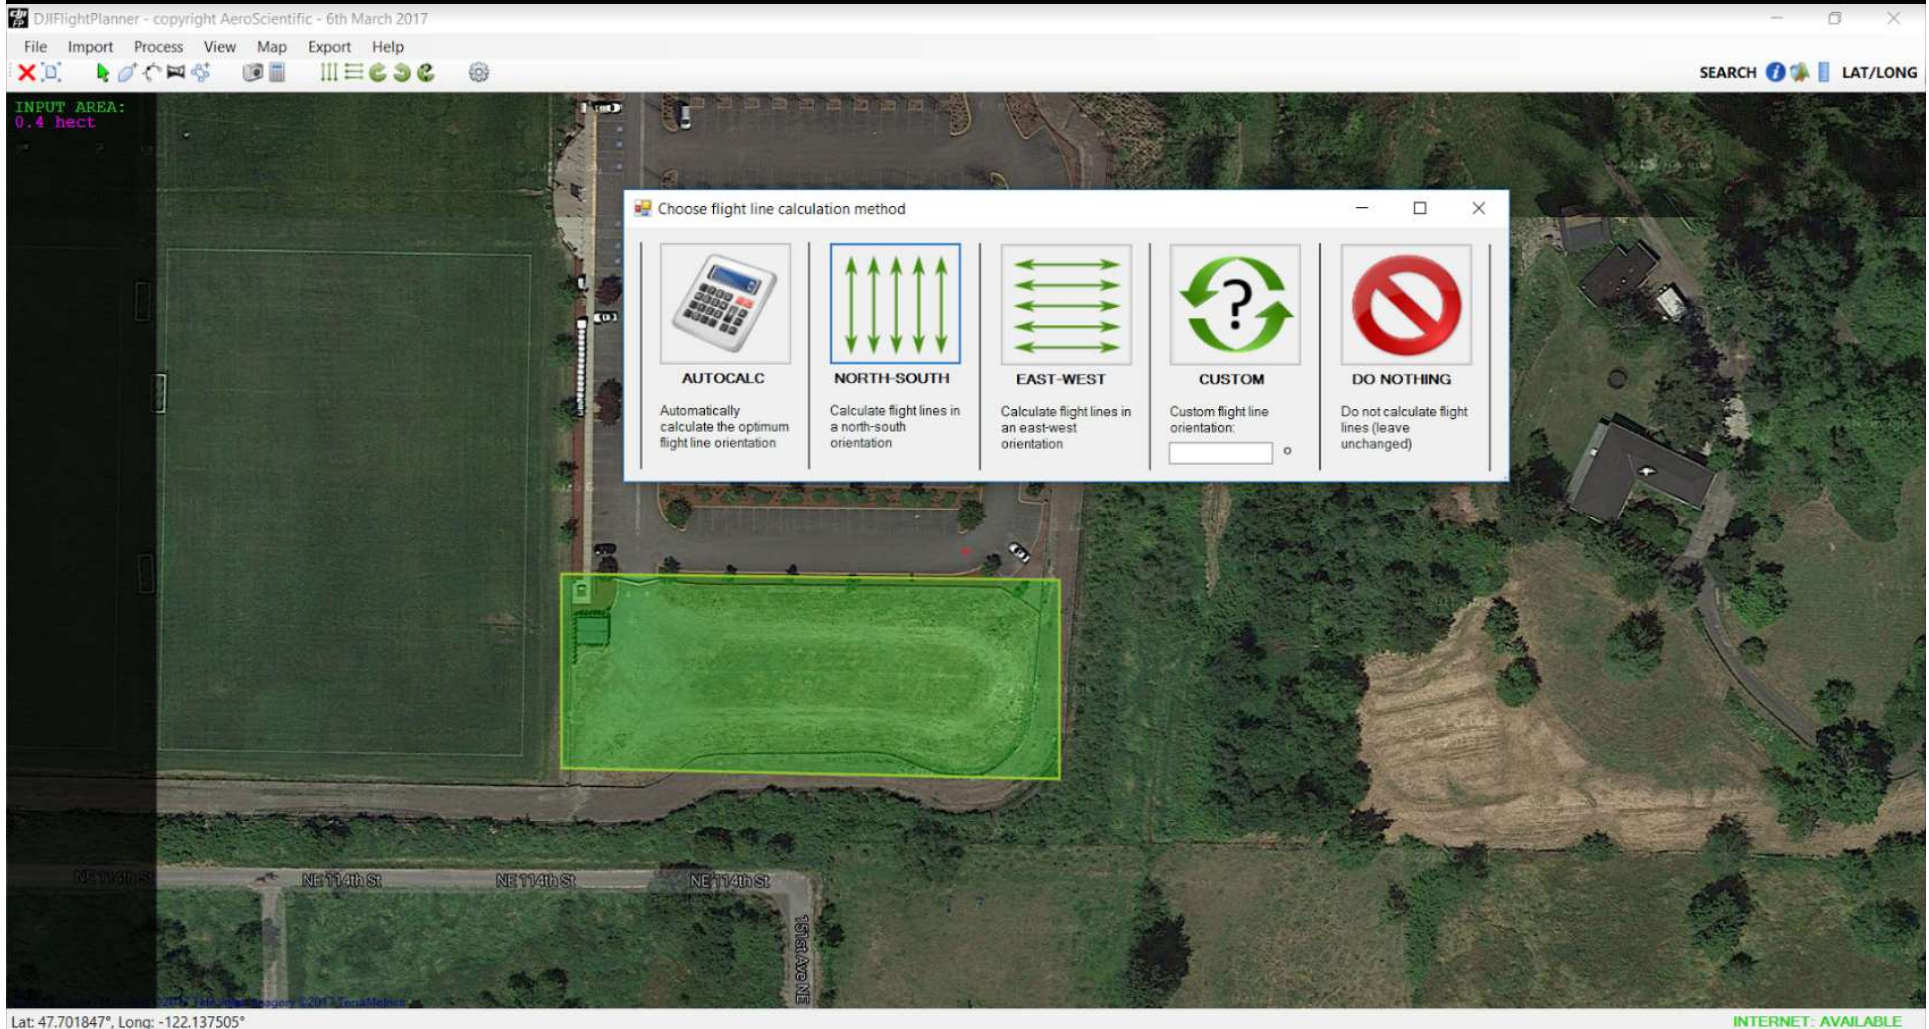 DJIFlightPlanner - copyright AeroScientific - 6th March 2017
File Import Process View Map Export Help
SEARCH LAT/LONG
INPUT AREA:
0.4 hect
Choose flight line calculation method
AUTOCALC
Automatically
calculate the optimum
flight line orientation
NORTH-SOUTH
Calculate flight lines in
a north-south
orientation
EAST-WEST
Calculate flight lines in
an east-west
orientation
CUSTOM
Custom flight line
orientation:
°
DO NOTHING
Do not calculate flight
lines (leave
unchanged)
NE 114th St NE 114th St NE 114th St NE 114th St
151st Ave NE
©2017 TerraMetrics
Lat: 47.701847°, Long: -122.137505°
INTERNET: AVAILABLE